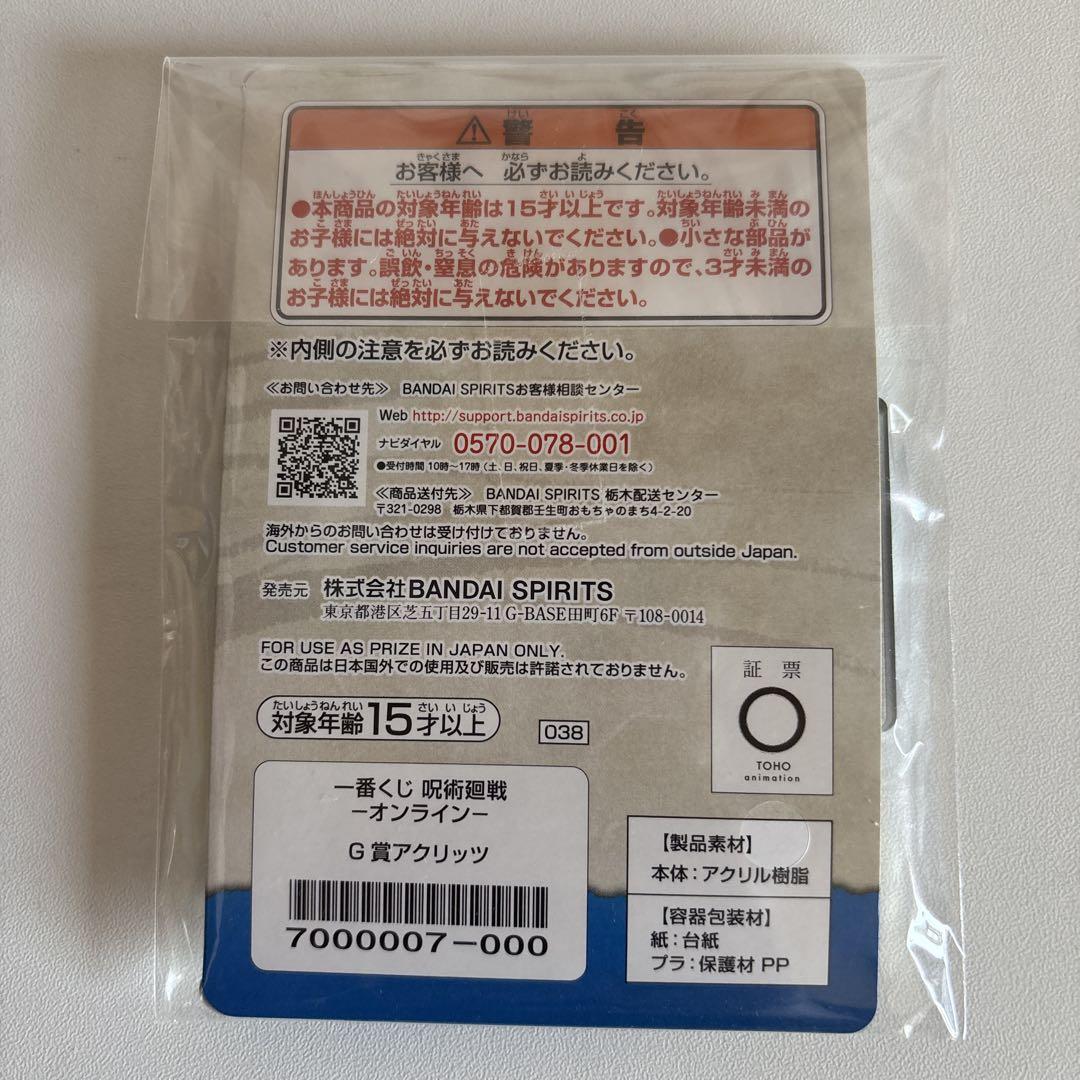 ⚠警告
お客様へ 必ずお読みください。
●本商品の対象年齢は15才以上です。対象年齢未満の
お子様には絶対に与えないでください。●小さな部品が
あります。誤飲・窒息の危険がありますので、3才未満の
お子様には絶対に与えないでください。
※内側の注意を必ずお読みください。
≪お問い合わせ先≫ BANDAI SPIRITSお客様相談センター
Web http://support.bandaispirits.co.jp
ナビダイヤル 0570-078-001
●受付時間 10時～17時（土、日、祝日、夏季・冬季休業日を除く）
≪商品送付先≫ BANDAI SPIRITS 栃木配送センター
〒321-0298 栃木県下都賀郡壬生町おもちゃのまち4-2-20
海外からのお問い合わせは受け付けておりません。
Customer service inquiries are not accepted from outside Japan.
発売元 株式会社BANDAI SPIRITS
東京都港区芝五丁目29-11 G-BASE田町6F 〒108-0014
FOR USE AS PRIZE IN JAPAN ONLY.
この商品は日本国外での使用及び販売は許諾されておりません。
対象年齢15才以上
038
証票
TOHO
animation
一番くじ 呪術廻戦
－オンライン－
G賞アクリッツ
7000007-000
【製品素材】
本体：アクリル樹脂
【容器包装材】
紙：台紙
プラ：保護材 PP